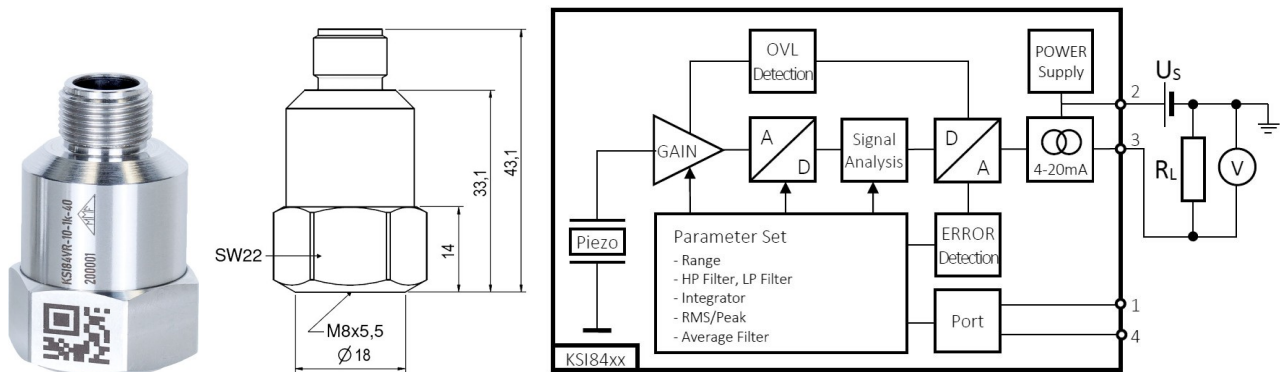 KSI84VR-10-1k-40
200001
MMF
43,1
33,1
14
SW22
M8x5,5
Ø 18
OVL
Detection
POWER
Supply
US
2
GAIN
A
D
Signal
Analysis
D
A
4-20mA
3
RL
V
Piezo
Parameter Set
- Range
- HP Filter, LP Filter
- Integrator
- RMS/Peak
- Average Filter
ERROR
Detection
Port
1
4
KSI84xx